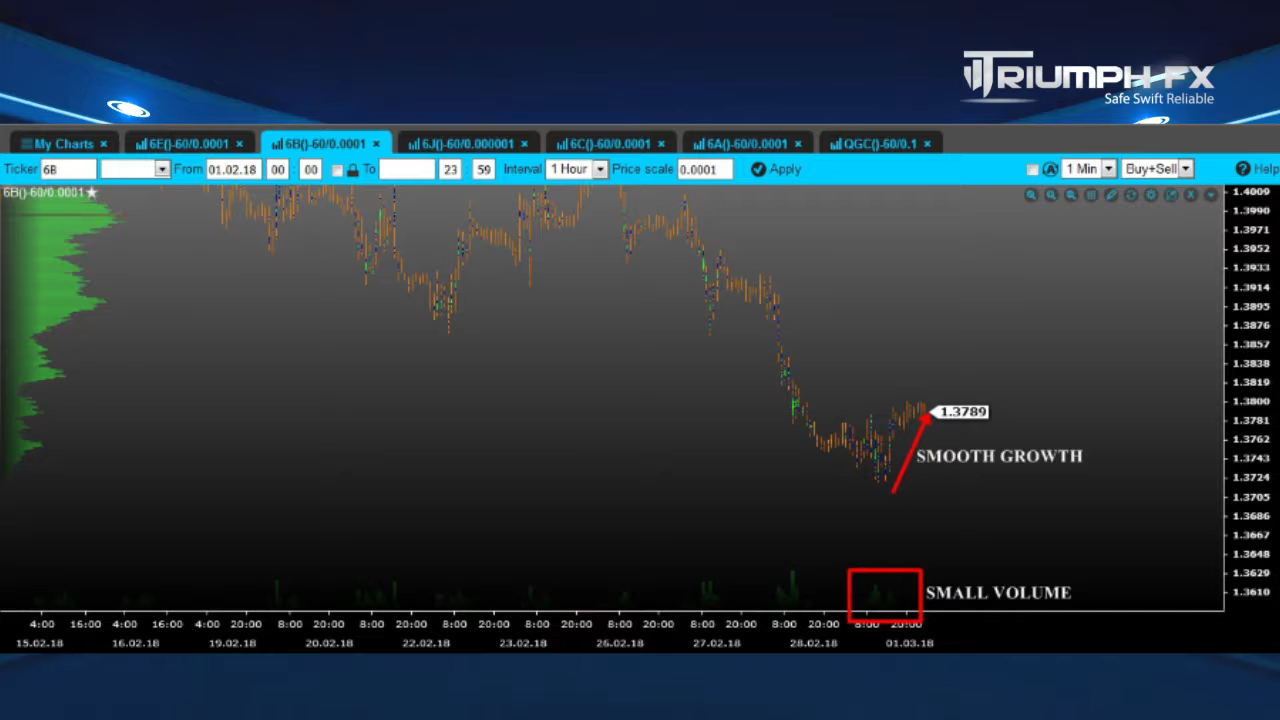 TRIUMPH FX
Safe Swift Reliable
My Charts × 6E()-60/0.0001 × 6B()-60/0.0001 × 6J()-60/0.000001 × 6C()-60/0.0001 × 6A()-60/0.0001 × QGC()-60/0.1 ×
Ticker 6B From 01.02.18 00 : 00 To 23 : 59 Interval 1 Hour Price scale 0.0001 Apply A 1 Min Buy+Sell ? Help
6B()-60/0.0001★
1.4009
1.3990
1.3971
1.3952
1.3933
1.3914
1.3895
1.3876
1.3857
1.3838
1.3819
1.3800
1.3789
1.3781
1.3762
SMOOTH GROWTH
1.3743
1.3724
1.3705
1.3686
1.3667
1.3648
1.3629
SMALL VOLUME
1.3610
4:00 16:00 4:00 16:00 4:00 20:00 8:00 20:00 8:00 20:00 8:00 20:00 8:00 20:00 8:00 20:00 8:00 20:00 8:00 20:00
15.02.18 16.02.18 19.02.18 20.02.18 22.02.18 23.02.18 26.02.18 27.02.18 28.02.18 01.03.18